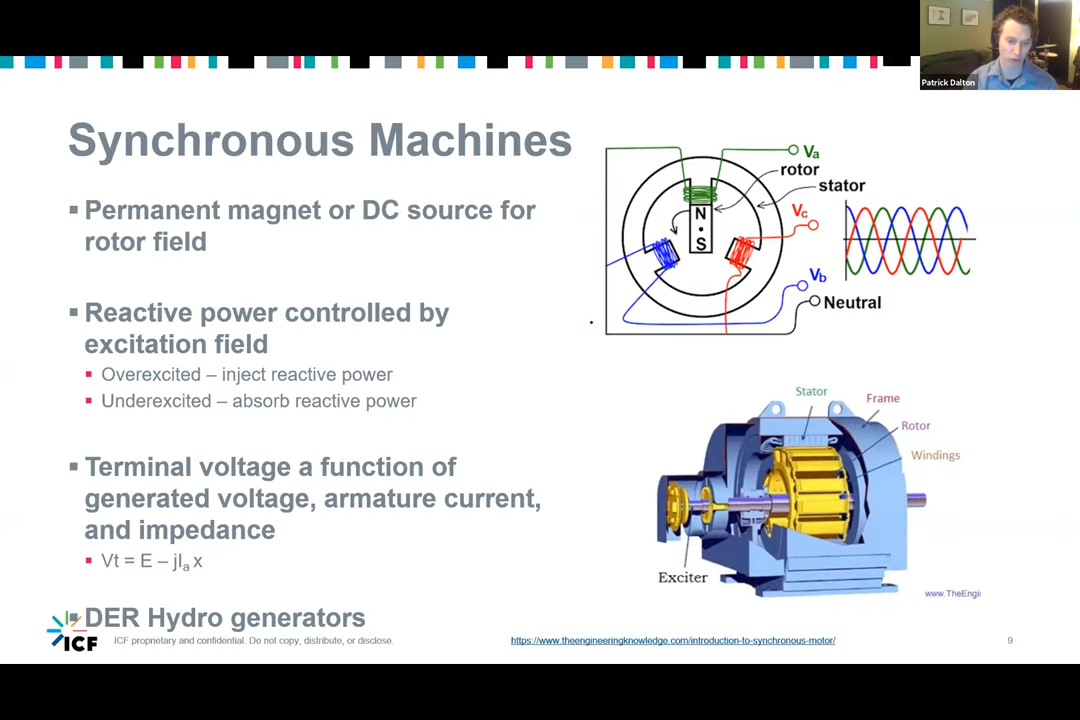 Patrick Dalton
Synchronous Machines
Permanent magnet or DC source for
rotor field
Reactive power controlled by
excitation field
Overexcited – inject reactive power
Underexcited – absorb reactive power
Terminal voltage a function of
generated voltage, armature current,
and impedance
Vt = E – jIa x
DER Hydro generators
Va
rotor
stator
N
S
Vc
Vb
Neutral
Stator
Frame
Rotor
Windings
Exciter
www.TheEngi
ICF
ICF proprietary and confidential. Do not copy, distribute, or disclose.
https://www.theengineeringknowledge.com/introduction-to-synchronous-motor/
9